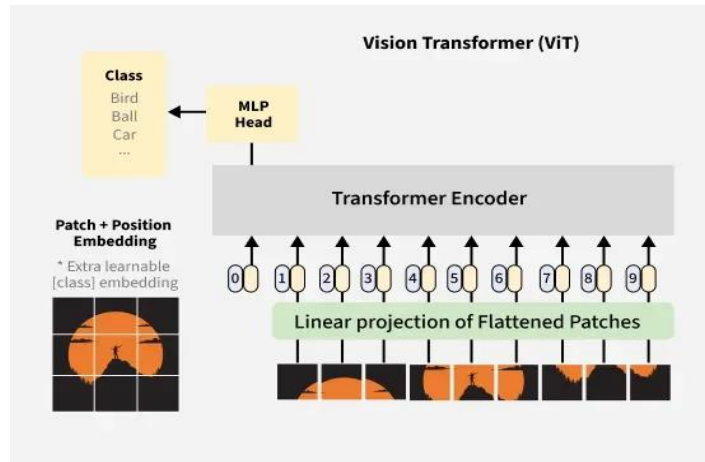 Vision Transformer (ViT)
Class
Bird
Ball
Car
...
MLP
Head
Transformer Encoder
Patch + Position
Embedding
* Extra learnable
[class] embedding
0 1 2 3 4 5 6 7 8 9
Linear projection of Flattened Patches